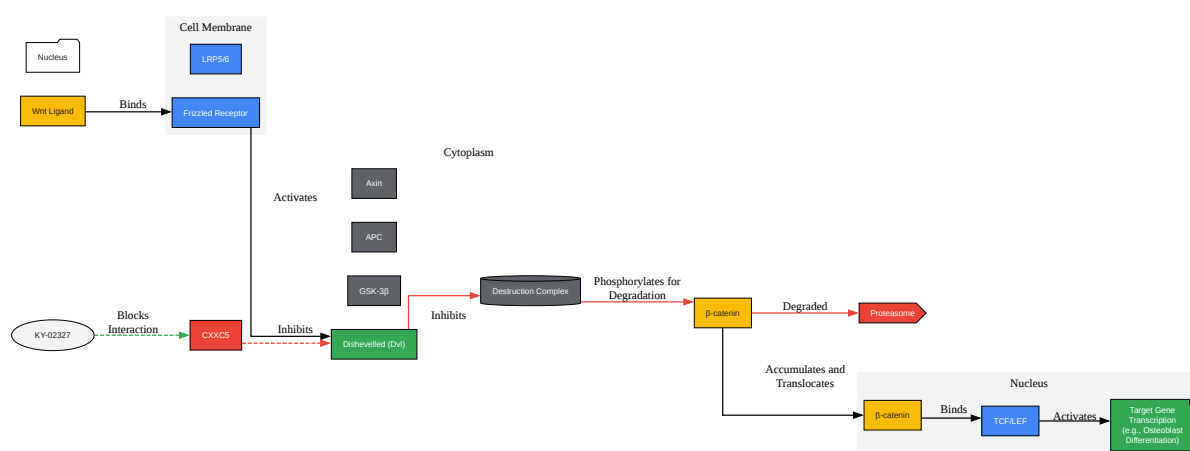 Cell Membrane
Nucleus
LRP5/6
Wnt Ligand
Binds
Frizzled Receptor
Cytoplasm
Activates
Axin
APC
GSK-3β
Destruction Complex
Phosphorylates for
Degradation
β-catenin
Degraded
Proteasome
KY-02327
Blocks
Interaction
CXXC5
Inhibits
Dishevelled (Dvl)
Inhibits
Accumulates and
Translocates
Nucleus
β-catenin
Binds
TCF/LEF
Activates
Target Gene
Transcription
(e.g., Osteoblast
Differentiation)